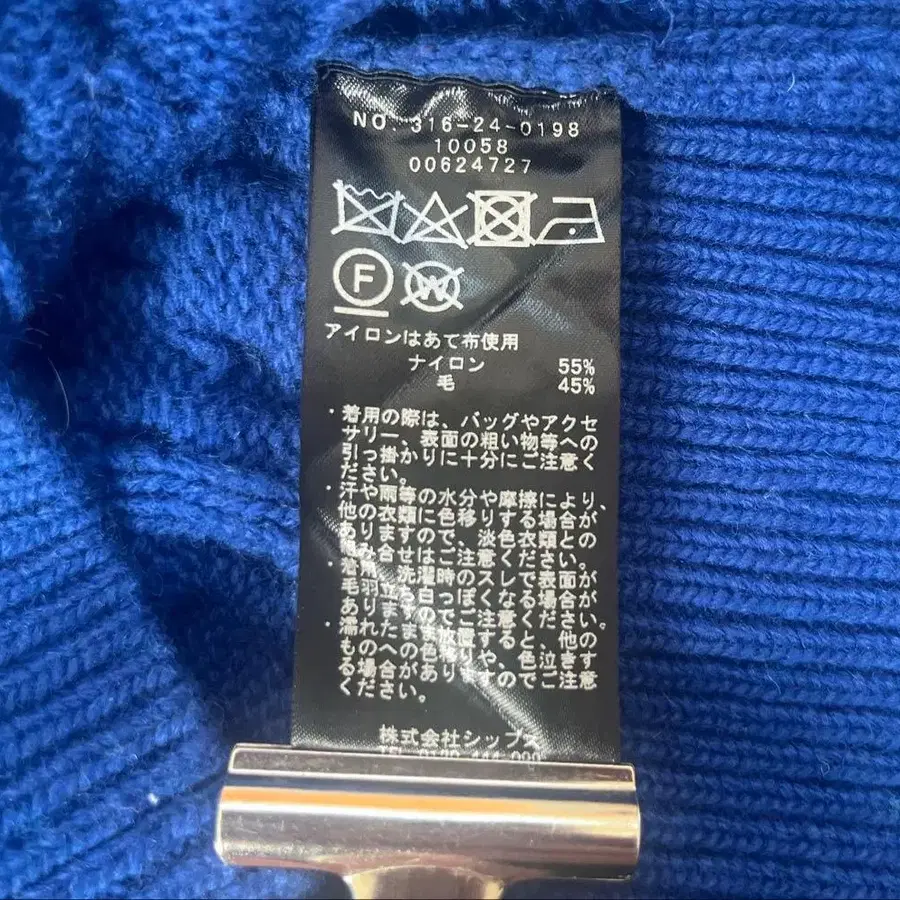 NO. 316-24-0198
10058
00624727
F
W
アイロンはあて布使用
ナイロン 55%
毛 45%
・着用の際は、バッグやアクセ
サリー、表面の粗い物等への
引っ掛かりに十分にご注意く
ださい。
・汗や雨等の水分や摩擦により、
他の衣類に色移りする場合が
ありますので、淡色衣類との
組み合せはご注意ください。
・着用、洗濯時のスレで表面が
毛羽立ち白っぽくなる場合が
ありますのでご注意ください。
・濡れたまま放置すると、他の
ものへの色移りや、色泣きす
る場合がありますのでご注意
ください。
株式会社シップス
TEL